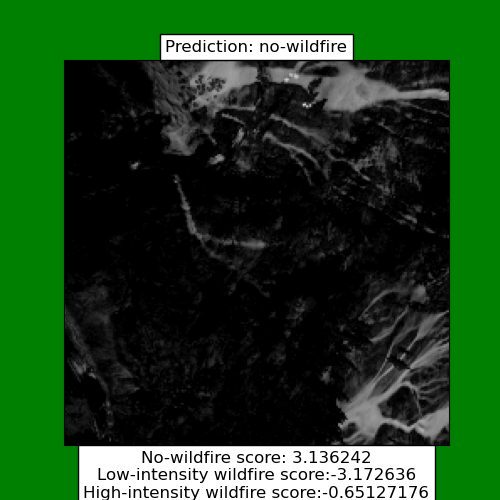 Prediction: no-wildfire
No-wildfire score: 3.136242
Low-intensity wildfire score:-3.172636
High-intensity wildfire score:-0.65127176